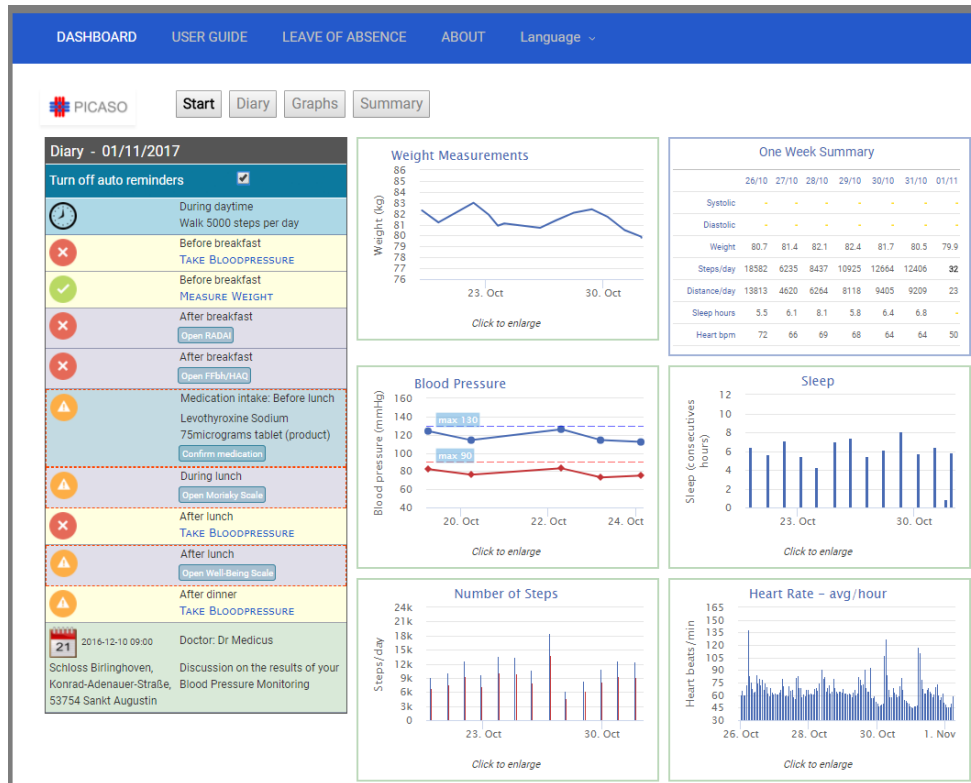 DASHBOARD USER GUIDE LEAVE OF ABSENCE ABOUT Language
PICASO
Start Diary Graphs Summary
Diary - 01/11/2017
Turn off auto reminders
During daytime
Walk 5000 steps per day
Before breakfast
TAKE BLOODPRESSURE
Before breakfast
MEASURE WEIGHT
After breakfast
Open RADAI
After breakfast
Open FFbh/HAQ
Medication intake: Before lunch
Levothyroxine Sodium
75micrograms tablet (product)
Confirm medication
During lunch
Open Morisky Scale
After lunch
TAKE BLOODPRESSURE
After lunch
Open Well-Being Scale
After dinner
TAKE BLOODPRESSURE
21 2016-12-10 09:00 Doctor: Dr Medicus
Schloss Birlinghoven, Discussion on the results of your
Konrad-Adenauer-Straße, Blood Pressure Monitoring
53754 Sankt Augustin
Weight Measurements
Weight (kg)
86
85
84
83
82
81
80
79
78
77
76
23. Oct 30. Oct
Click to enlarge
One Week Summary
26/10 27/10 28/10 29/10 30/10 31/10 01/11
Systolic - - - - - - -
Diastolic - - - - - - -
Weight 80.7 81.4 82.1 82.4 81.7 80.5 79.9
Steps/day 18582 6235 8437 10925 12664 12406 32
Distance/day 13813 4620 6264 8118 9405 9209 23
Sleep hours 5.5 6.1 8.1 5.8 6.4 6.8 -
Heart bpm 72 66 69 68 64 64 50
Blood Pressure
Blood pressure (mmHg)
160
140
120
100
80
60
40
max 130
max 90
20. Oct 22. Oct 24. Oct
Click to enlarge
Sleep
Sleep (consecutives
hours)
12
10
8
6
4
2
0
23. Oct 30. Oct
Click to enlarge
Number of Steps
Steps/day
24k
21k
18k
15k
12k
9k
6k
3k
0
23. Oct 30. Oct
Click to enlarge
Heart Rate - avg/hour
Heart beats/min
165
150
135
120
105
90
75
60
45
30
26. Oct 28. Oct 30. Oct 1. Nov
Click to enlarge